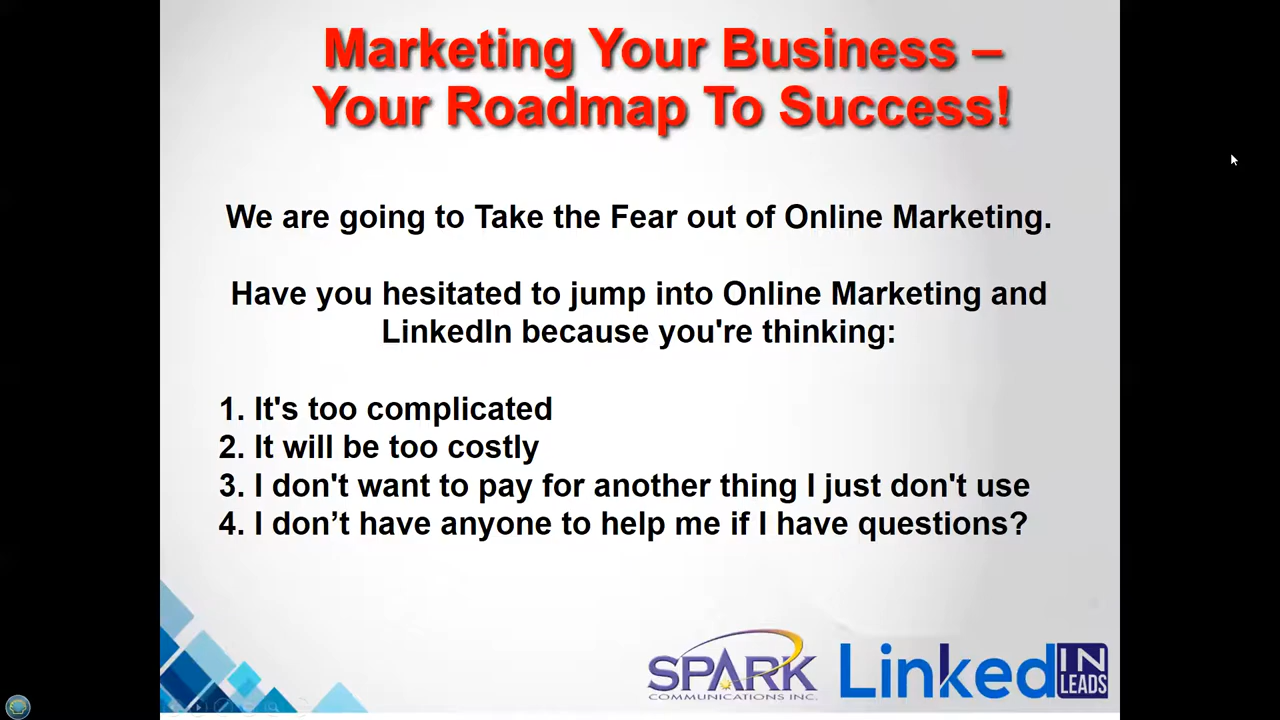 Marketing Your Business –
Your Roadmap To Success!
We are going to Take the Fear out of Online Marketing.
Have you hesitated to jump into Online Marketing and
LinkedIn because you're thinking:
1. It's too complicated
2. It will be too costly
3. I don't want to pay for another thing I just don't use
4. I don’t have anyone to help me if I have questions?
SPARK
COMMUNICATIONS INC.
Linked IN
LEADS